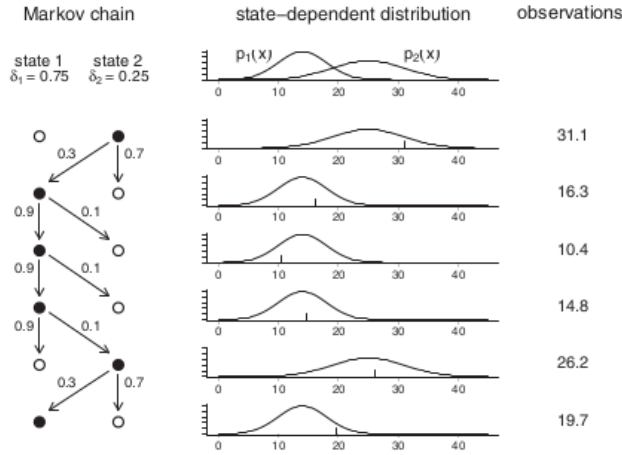 Markov chain state–dependent distribution observations
state 1 state 2
δ₁ = 0.75 δ₂ = 0.25
p₁(x) p₂(x)
0 10 20 30 40
31.1
0.3 0.7
0 10 20 30 40
16.3
0.9 0.1
0 10 20 30 40
10.4
0.9 0.1
0 10 20 30 40
14.8
0.9 0.1
0 10 20 30 40
26.2
0.3 0.7
0 10 20 30 40
19.7
0 10 20 30 40